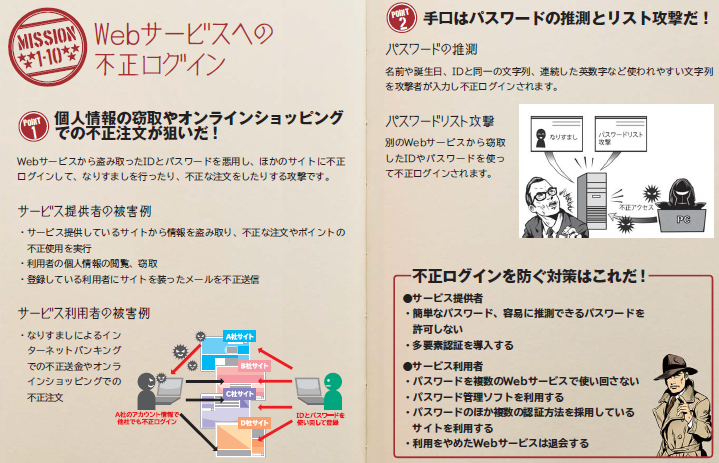 MISSION
1-10
Webサービスへの
不正ログイン
POINT
1
個人情報の窃取やオンラインショッピング
での不正注文が狙いだ！
Webサービスから盗み取ったIDとパスワードを悪用し、ほかのサイトに不正
ログインして、なりすましを行ったり、不正な注文をしたりする攻撃です。
サービス提供者の被害例
・サービス提供しているサイトから情報を盗み取り、不正な注文やポイントの
不正使用を実行
・利用者の個人情報の閲覧、窃取
・登録している利用者にサイトを装ったメールを不正送信
サービス利用者の被害例
・なりすましによるイン
ターネットバンキング
での不正送金やオンラ
インショッピングでの
不正注文
A社サイト
B社サイト
C社サイト
D社サイト
A社のアカウント情報で
他社でも不正ログイン
IDとパスワードを
使い回して登録
POINT
2
手口はパスワードの推測とリスト攻撃だ！
パスワードの推測
名前や誕生日、IDと同一の文字列、連続した英数字など使われやすい文字列
を攻撃者が入力し不正ログインされます。
パスワードリスト攻撃
別のWebサービスから窃取
したIDやパスワードを使っ
て不正ログインされます。
なりすまし
パスワードリスト
攻撃
不正アクセス
PC
不正ログインを防ぐ対策はこれだ！
●サービス提供者
・簡単なパスワード、容易に推測できるパスワードを
許可しない
・多要素認証を導入する
●サービス利用者
・パスワードを複数のWebサービスで使い回さない
・パスワード管理ソフトを利用する
・パスワードのほか複数の認証方法を採用している
サイトを利用する
・利用をやめたWebサービスは退会する